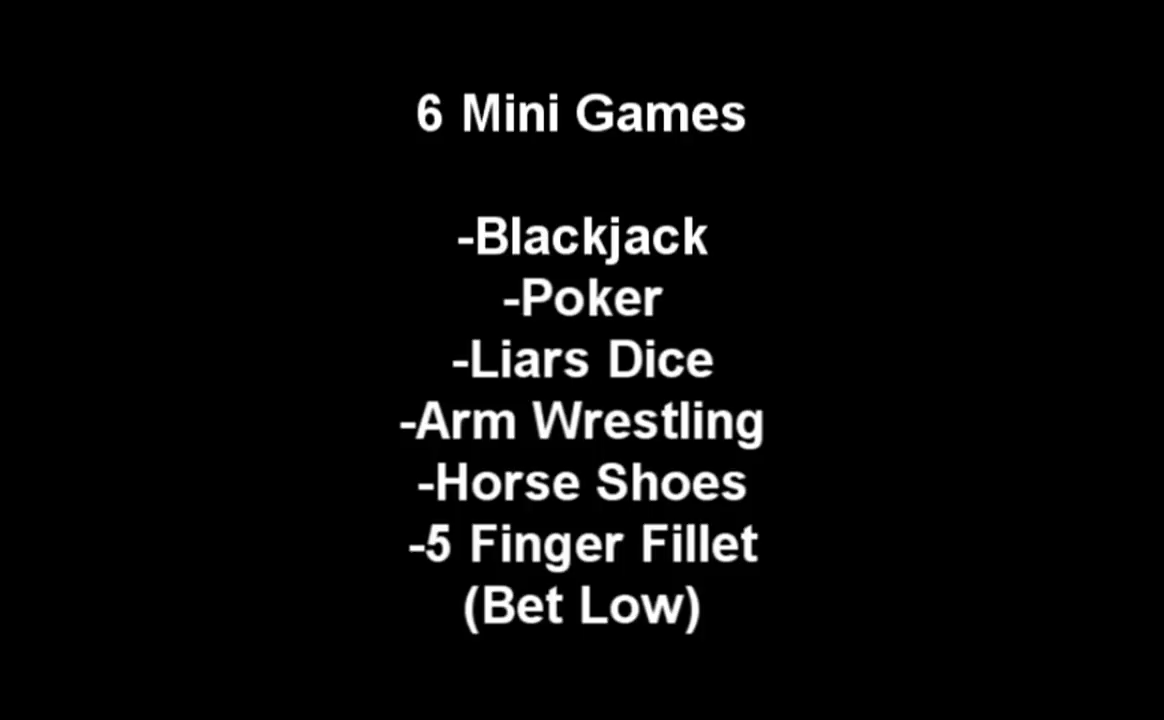 6 Mini Games
-Blackjack
-Poker
-Liars Dice
-Arm Wrestling
-Horse Shoes
-5 Finger Fillet
(Bet Low)